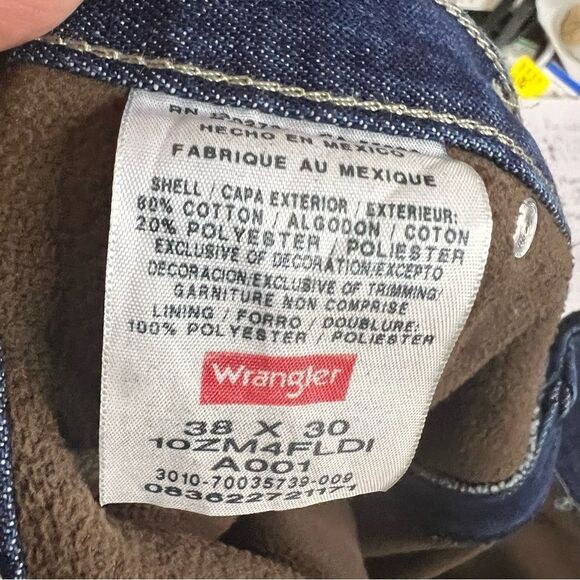 RN
HECHO EN MEXICO
FABRIQUE AU MEXIQUE
SHELL / CAPA EXTERIOR / EXTERIEUR:
80% COTTON / ALGODON / COTON
20% POLYESTER / POLIESTER
EXCLUSIVE OF DECORATION/EXCEPTO
DECORACION/EXCLUSIVE OF TRIMMING/
GARNITURE NON COMPRISE
LINING / FORRO / DOUBLURE:
100% POLYESTER / POLIESTER
Wrangler
38 X 30
10ZM4FLDI
A001
3010-70035739-009
083622721171